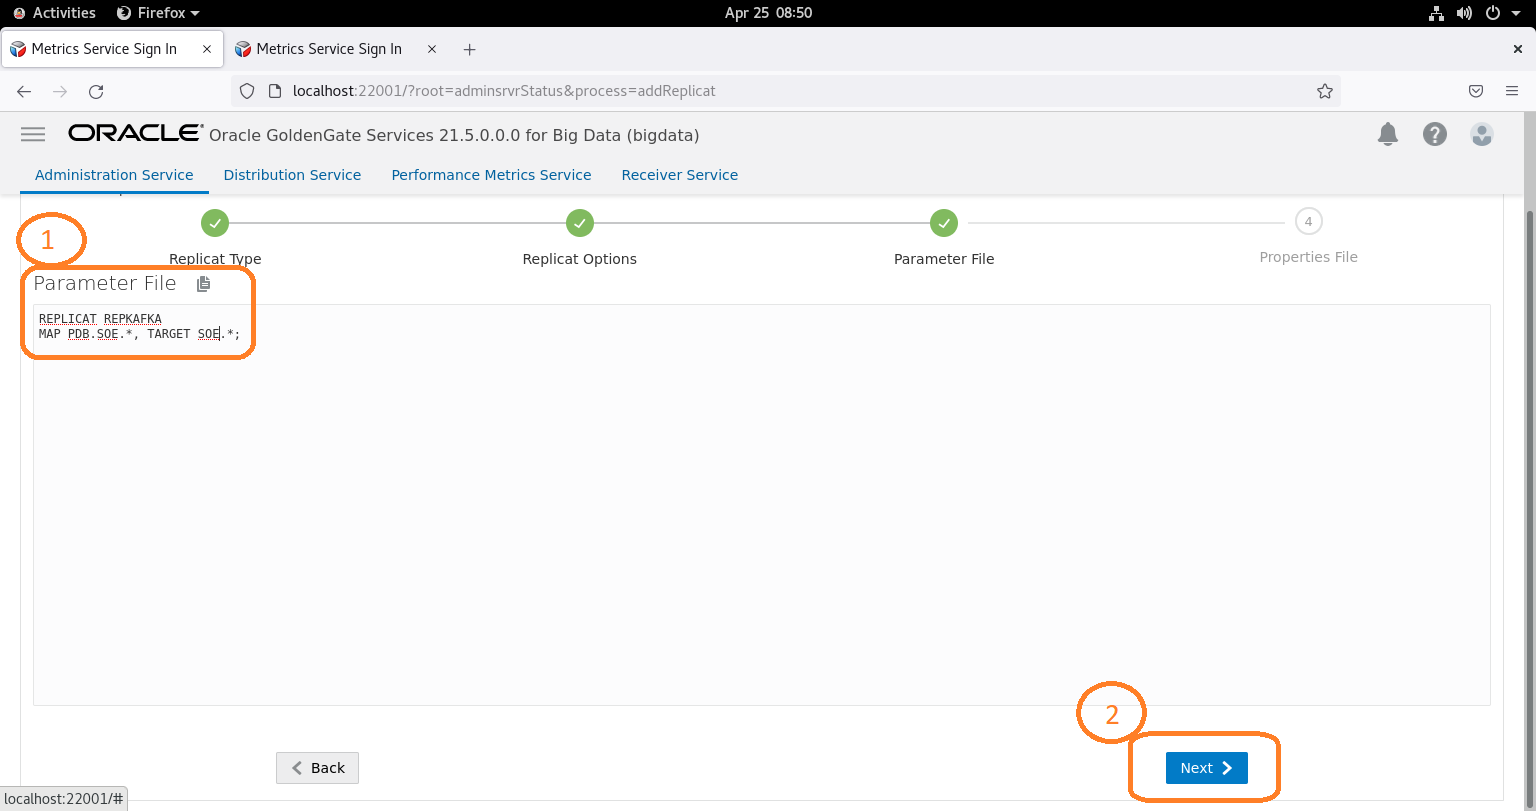 Activities Firefox Apr 25 08:50
Metrics Service Sign In Metrics Service Sign In
localhost:22001/?root=adminsrvrStatus&process=addReplicat
ORACLE Oracle GoldenGate Services 21.5.0.0.0 for Big Data (bigdata)
Administration Service Distribution Service Performance Metrics Service Receiver Service
4
1
Replicat Type Replicat Options Parameter File Properties File
Parameter File
REPLICAT REPKAFKA
MAP PDB.SOE.*, TARGET SOE.*;
2
Back Next
localhost:22001/#